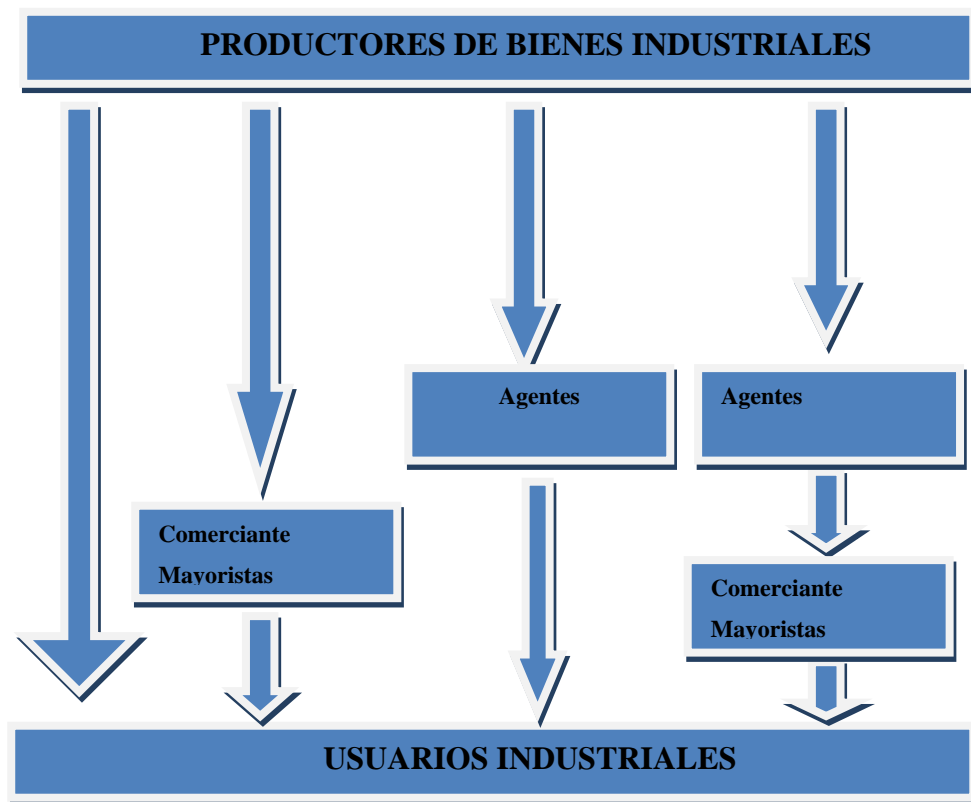 PRODUCTORES DE BIENES INDUSTRIALES
Agentes
Agentes
Comerciante
Mayoristas
Comerciante
Mayoristas
USUARIOS INDUSTRIALES